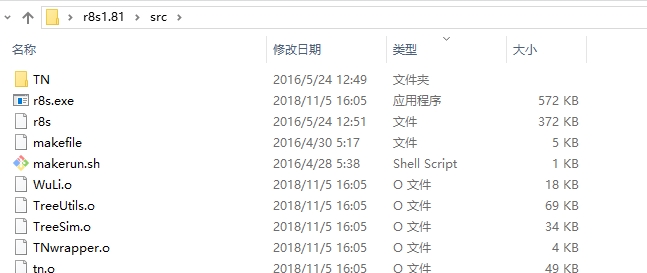 r8s1.81 > src >
名称 修改日期 类型 大小
TN 2016/5/24 12:49 文件夹
r8s.exe 2018/11/5 16:05 应用程序 572 KB
r8s 2016/5/24 12:51 文件 372 KB
makefile 2016/4/30 5:17 文件 5 KB
makerun.sh 2016/4/28 5:38 Shell Script 1 KB
WuLi.o 2018/11/5 16:05 O 文件 18 KB
TreeUtils.o 2018/11/5 16:05 O 文件 69 KB
TreeSim.o 2018/11/5 16:05 O 文件 34 KB
TNwrapper.o 2018/11/5 16:05 O 文件 4 KB
tn.o 2018/11/5 16:05 O 文件 49 KB